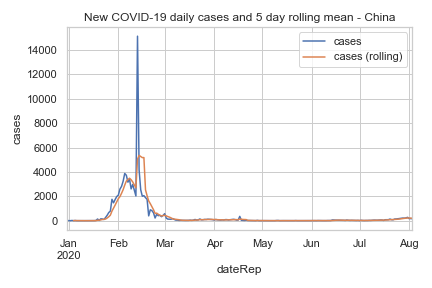 New COVID-19 daily cases and 5 day rolling mean - China
cases
cases (rolling)
14000
12000
10000
8000
6000
4000
2000
0
cases
Jan Feb Mar Apr May Jun Jul Aug
2020
dateRep